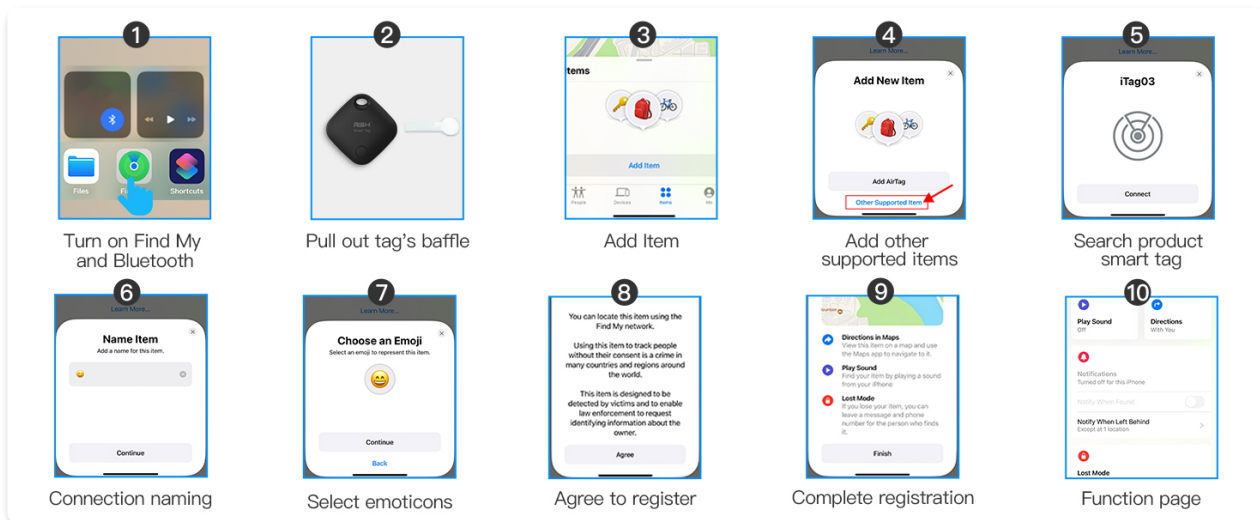 1
Files
Shortcuts
Turn on Find My
and Bluetooth
2
Pull out tag's baffle
3
tems
Add Item
People
Devices
Items
Me
Add Item
4
Learn More...
Add New Item
Add AirTag
Other Supported Item
Add other
supported items
5
Learn More...
iTag03
Connect
Search product
smart tag
6
Learn More...
Name Item
Add a name for this item.
Continue
Connection naming
7
Learn More...
Choose an Emoji
Select an emoji to represent this item.
Continue
Back
Select emoticons
8
You can locate this item using the
Find My network.
Using this item to track people
without their consent is a crime in
many countries and regions around
the world.
This item is designed to be
detected by victims and to enable
law enforcement to request
identifying information about the
owner.
Agree
Agree to register
9
Directions in Maps
View this item on a map and use
the Maps app to navigate to it.
Play Sound
Find your item by playing a sound
from your iPhone
Lost Mode
If you lose your item, you can
leave a message and phone
number for the person who finds
it.
Finish
Complete registration
10
Play Sound
Off
Directions
With You
Notifications
Turned off for this iPhone
Notify When Found
Notify When Left Behind
Except at 1 location
Lost Mode
Function page